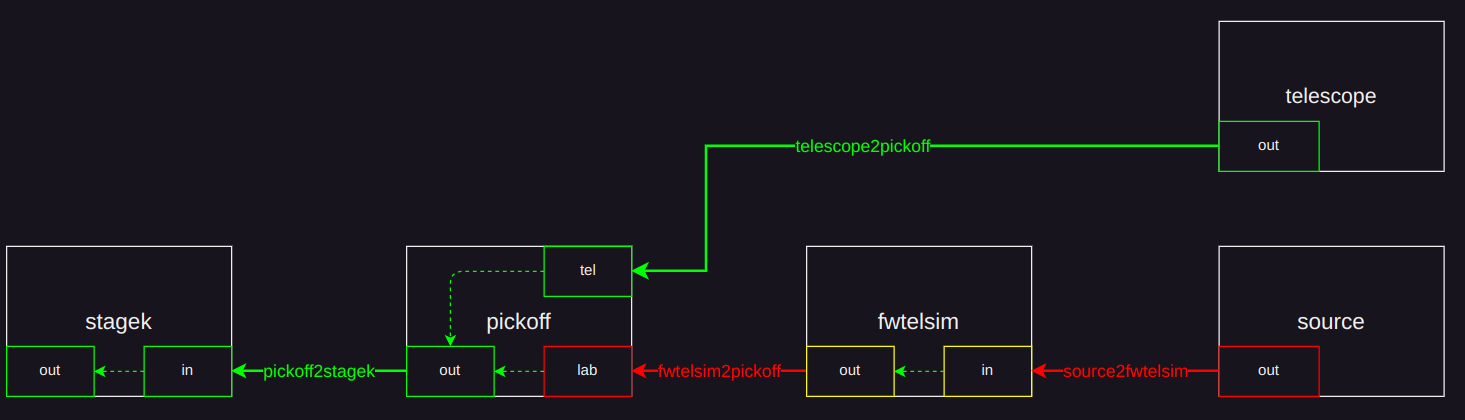 telescope
out
telescope2pickoff
tel
stagek
pickoff
fwtelsim
source
out
in
pickoff2stagek
out
lab
fwtelsim2pickoff
out
in
source2fwtelsim
out